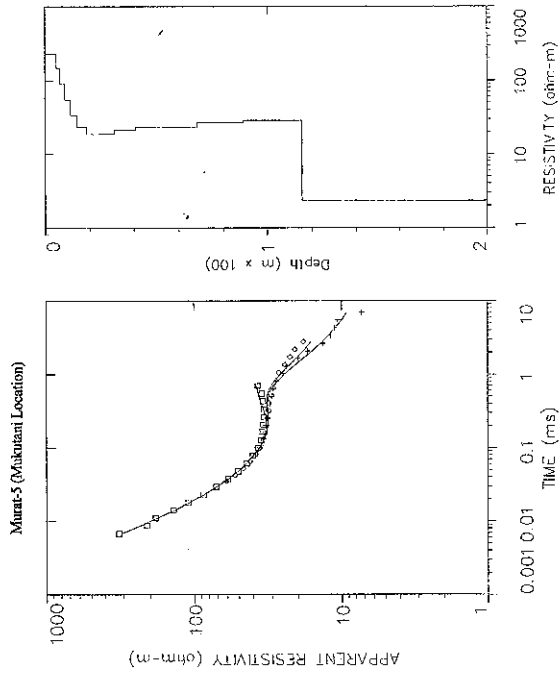 Murat-5 (Mukutani Location)
1000
100
10
1
APPARENT RESISTIVITY (ohm-m)
0.001 0.01 0.1 1 10
TIME (ms)
0
1
2
Depth (m x 100)
1 10 100 1000
RESISTIVITY (ohm-m)